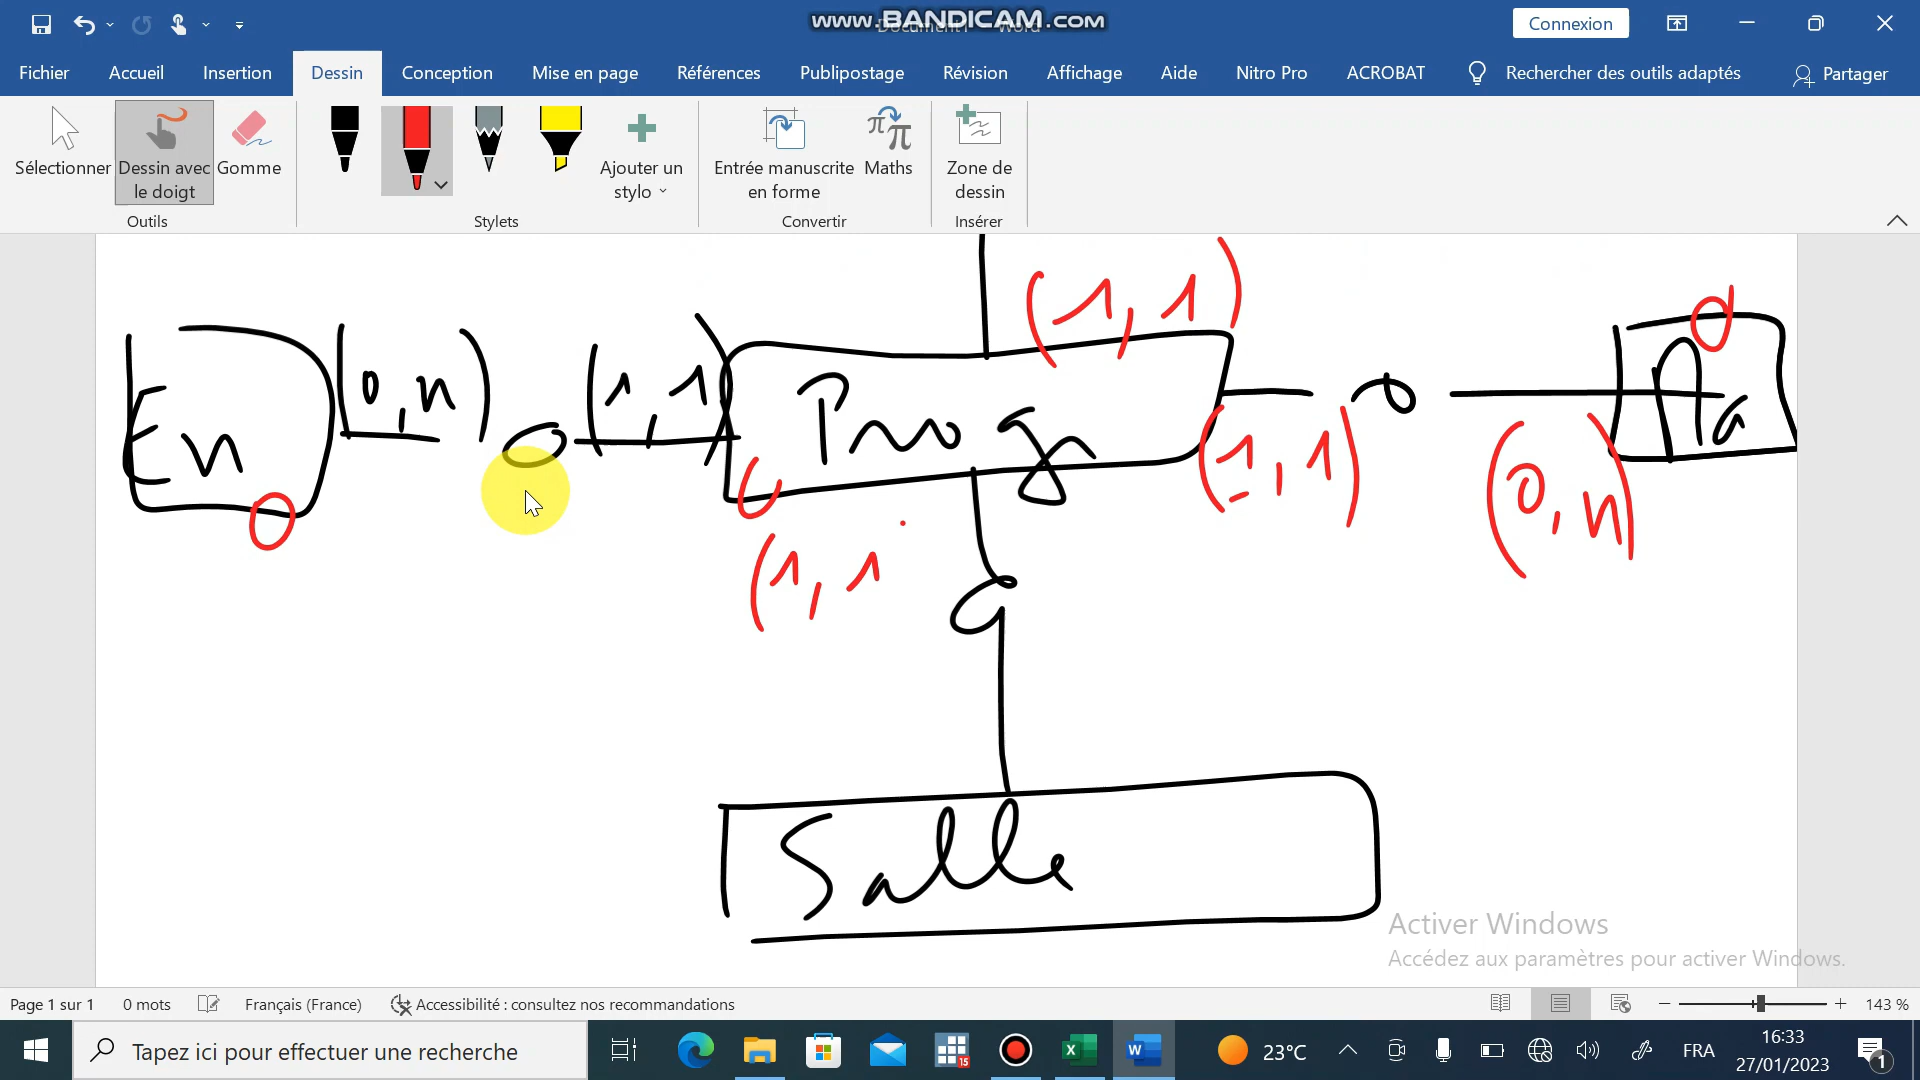 www.BANDICAM.com
Connexion
Fichier Accueil Insertion Dessin Conception Mise en page Références Publipostage Révision Affichage Aide Nitro Pro ACROBAT Rechercher des outils adaptés Partager
Sélectionner Dessin avec le doigt Gomme Ajouter un stylo Entrée manuscrite en forme Maths Zone de dessin
Outils Stylets Convertir Insérer
(1, 1)
En (0, n) (1, 1) Prog (1, 1) (0, n)
(1, 1
Salle
Activer Windows
Accédez aux paramètres pour activer Windows.
Page 1 sur 1 0 mots Français (France) Accessibilité : consultez nos recommandations 143 %
Tapez ici pour effectuer une recherche 15 23°C FRA 16:33
27/01/2023 1